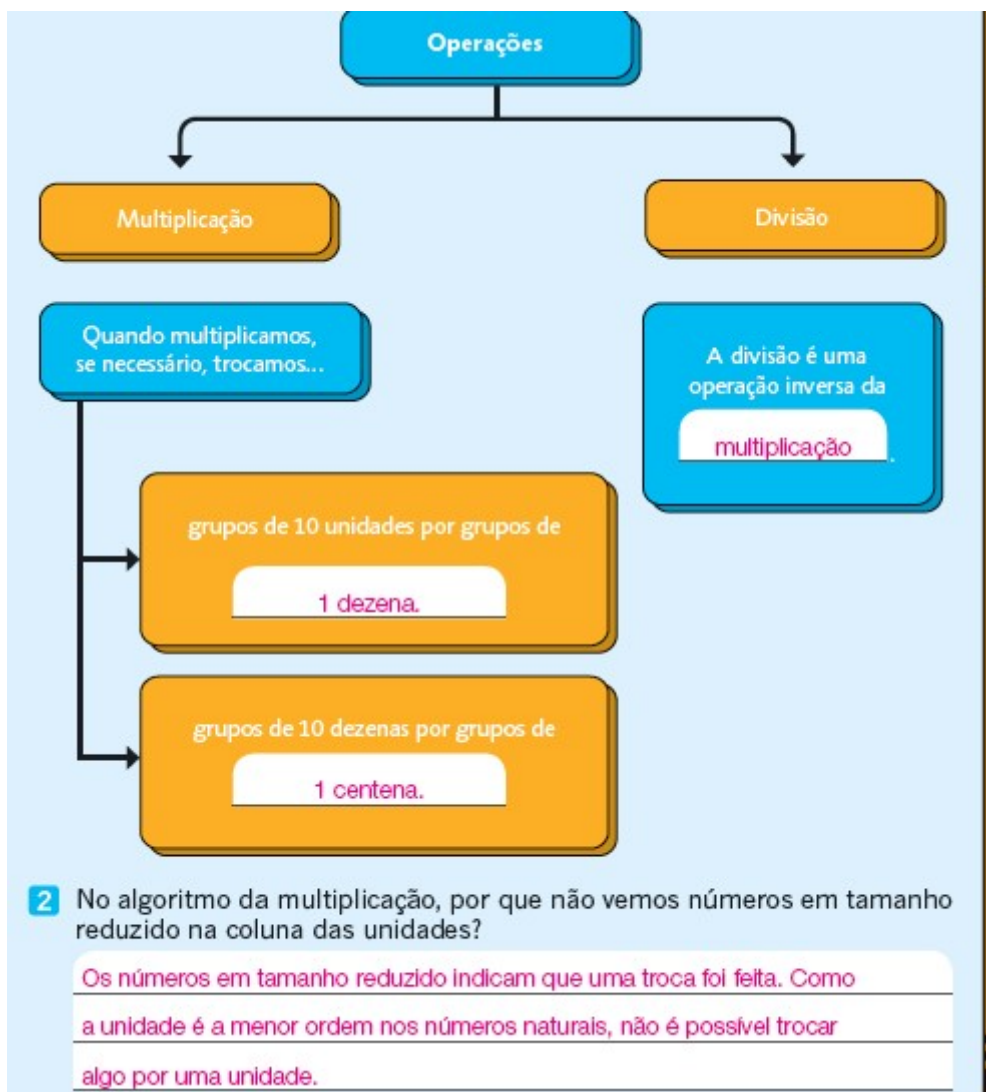 Operações
Multiplicação
Divisão
Quando multiplicamos,
se necessário, trocamos...
A divisão é uma
operação inversa da
multiplicação.
grupos de 10 unidades por grupos de
1 dezena.
grupos de 10 dezenas por grupos de
1 centena.
2 No algoritmo da multiplicação, por que não vemos números em tamanho
reduzido na coluna das unidades?
Os números em tamanho reduzido indicam que uma troca foi feita. Como
a unidade é a menor ordem nos números naturais, não é possível trocar
algo por uma unidade.